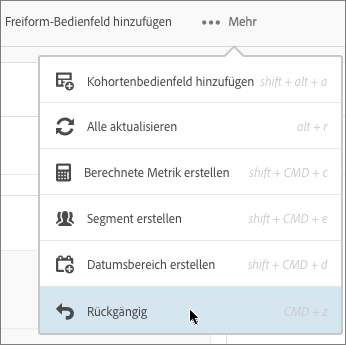 Freiform-Bedienfeld hinzufügen ••• Mehr
Kohortenbedienfeld hinzufügen shift + alt + a
Alle aktualisieren alt + r
Berechnete Metrik erstellen shift + CMD + c
Segment erstellen shift + CMD + e
Datumsbereich erstellen shift + CMD + d
Rückgängig CMD + z